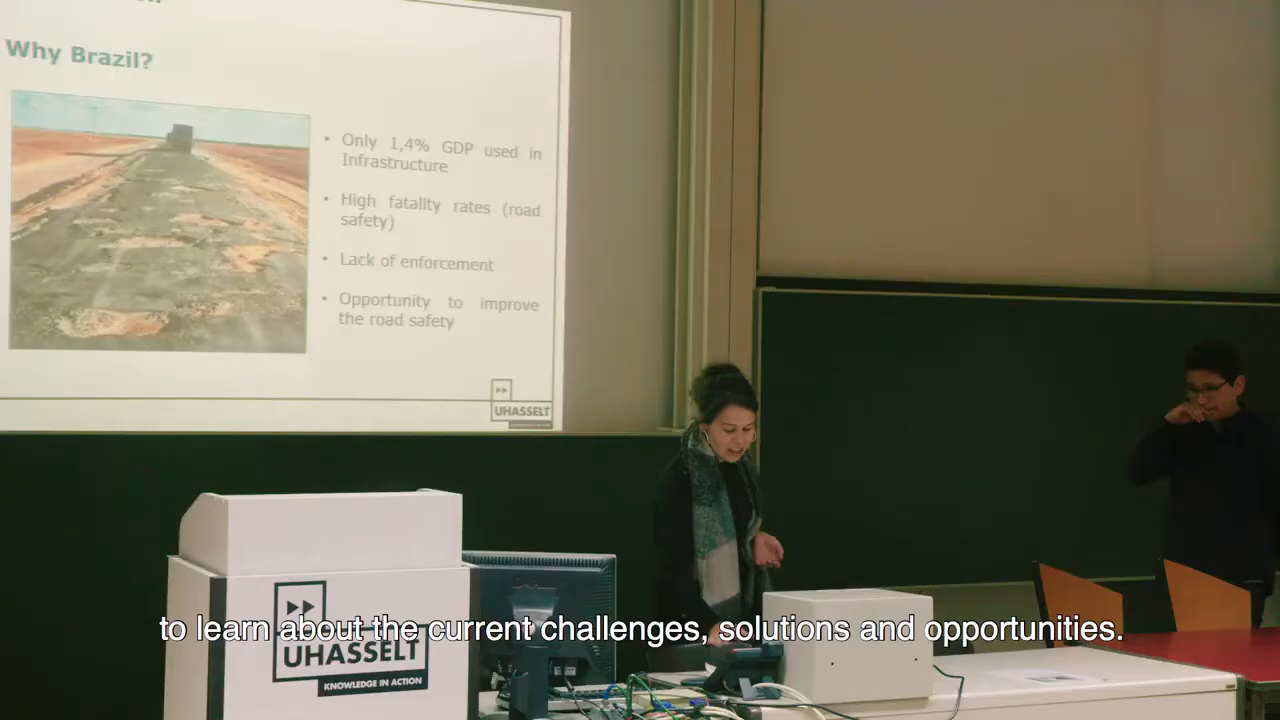 Why Brazil?
• Only 1,4% GDP used in
Infrastructure
• High fatality rates (road
safety)
• Lack of enforcement
• Opportunity to improve
the road safety
UHASSELT
UHASSELT
KNOWLEDGE IN ACTION
to learn about the current challenges, solutions and opportunities.